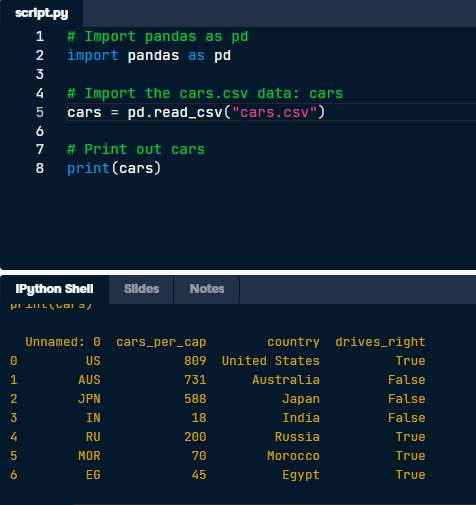 script.py
1 # Import pandas as pd
2 import pandas as pd
3
4 # Import the cars.csv data: cars
5 cars = pd.read_csv("cars.csv")
6
7 # Print out cars
8 print(cars)
IPython Shell Slides Notes
print(cars)
Unnamed: 0 cars_per_cap country drives_right
0 US 809 United States True
1 AUS 731 Australia False
2 JPN 588 Japan False
3 IN 18 India False
4 RU 200 Russia True
5 MOR 70 Morocco True
6 EG 45 Egypt True